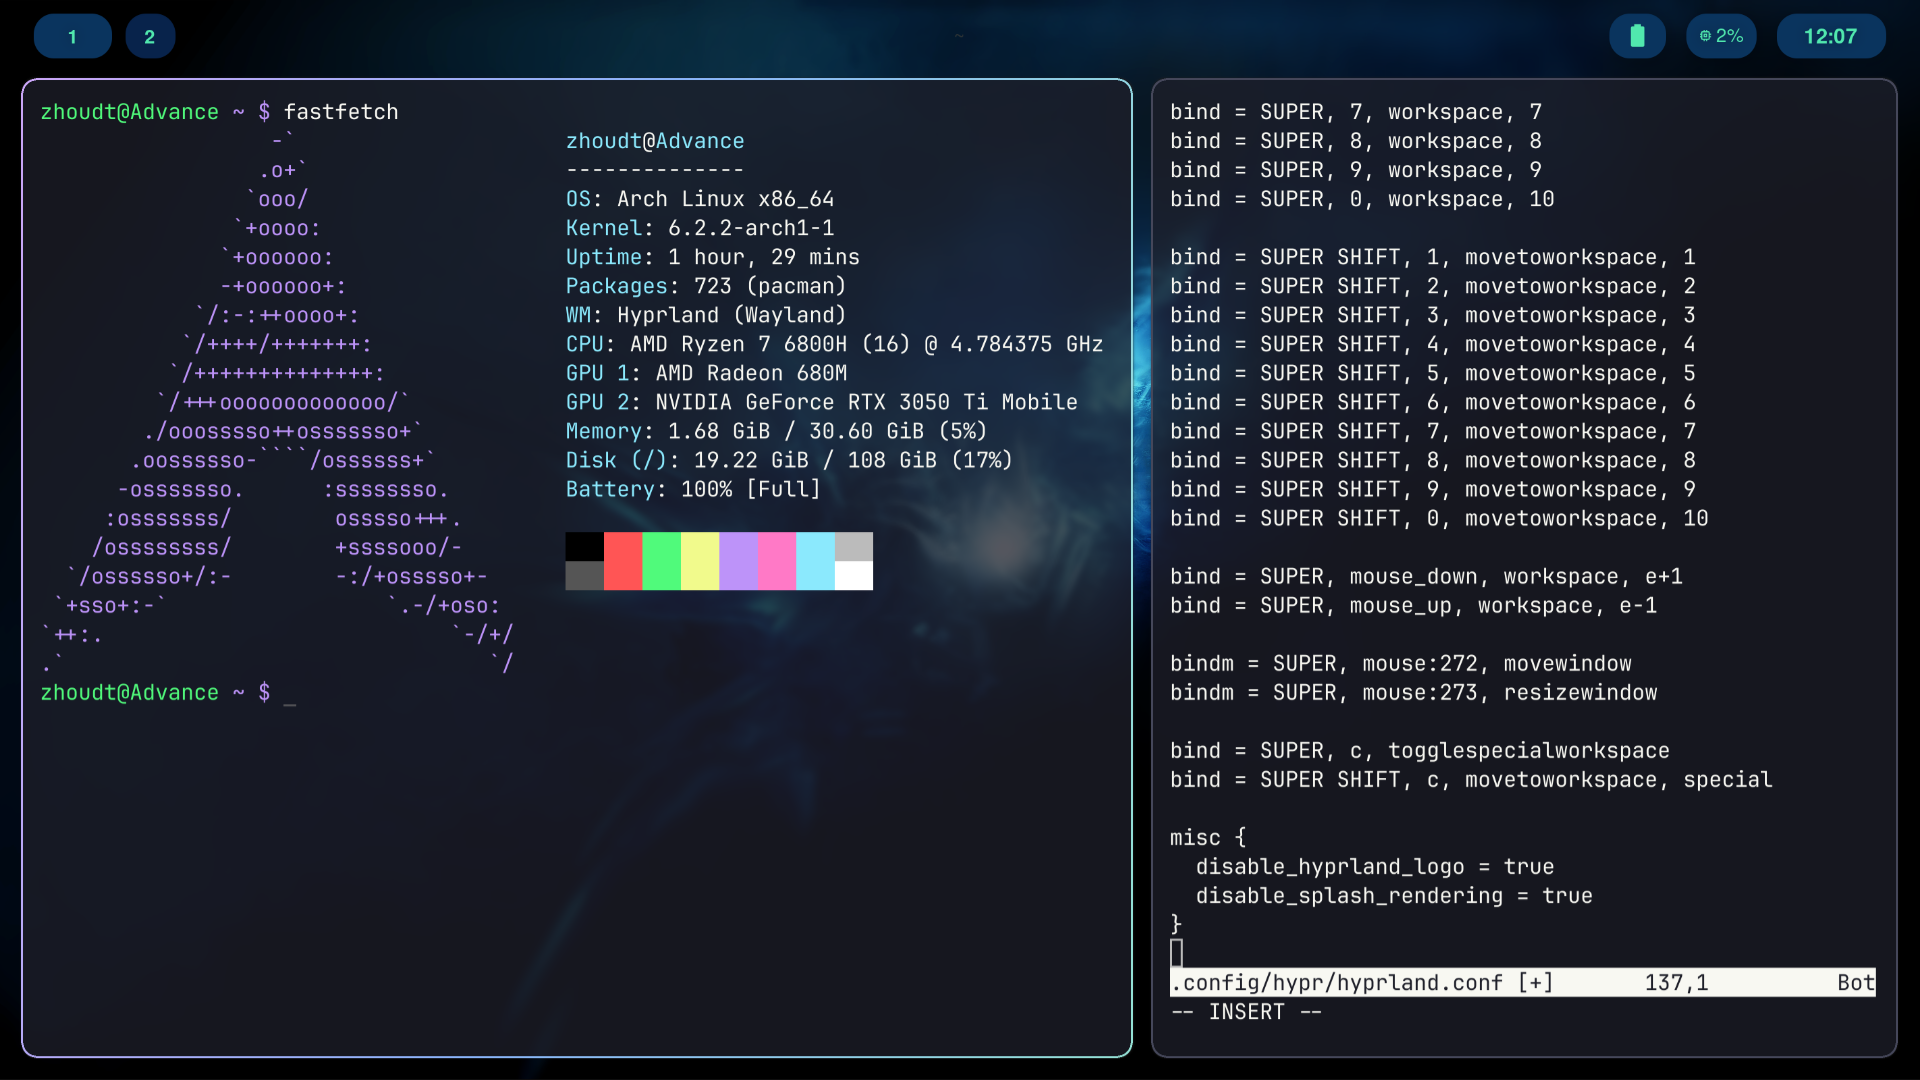 1 2 ~ 2% 12:07
zhoudt@Advance ~ $ fastfetch
-`
.o+`
`ooo/
`+oooo:
`+oooooo:
-+oooooo+:
`/:-:++oooo+:
`/++++/+++++++:
`/++++++++++++++:
`/+++ooooooooooooo/`
./ooosssso++osssssso+`
.oossssso-````/ossssss+`
-osssssso.      :ssssssso.
:osssssss/        osssso+++.
/ossssssss/        +ssssooo/-
`/ossssso+/:-        -:/+osssso+-
`+sso+:-`                 `.-/+oso:
`++:.                           `-/+/
.`                                 `/
zhoudt@Advance
--------------
OS: Arch Linux x86_64
Kernel: 6.2.2-arch1-1
Uptime: 1 hour, 29 mins
Packages: 723 (pacman)
WM: Hyprland (Wayland)
CPU: AMD Ryzen 7 6800H (16) @ 4.784375 GHz
GPU 1: AMD Radeon 680M
GPU 2: NVIDIA GeForce RTX 3050 Ti Mobile
Memory: 1.68 GiB / 30.60 GiB (5%)
Disk (/): 19.22 GiB / 108 GiB (17%)
Battery: 100% [Full]
zhoudt@Advance ~ $ _
bind = SUPER, 7, workspace, 7
bind = SUPER, 8, workspace, 8
bind = SUPER, 9, workspace, 9
bind = SUPER, 0, workspace, 10
bind = SUPER SHIFT, 1, movetoworkspace, 1
bind = SUPER SHIFT, 2, movetoworkspace, 2
bind = SUPER SHIFT, 3, movetoworkspace, 3
bind = SUPER SHIFT, 4, movetoworkspace, 4
bind = SUPER SHIFT, 5, movetoworkspace, 5
bind = SUPER SHIFT, 6, movetoworkspace, 6
bind = SUPER SHIFT, 7, movetoworkspace, 7
bind = SUPER SHIFT, 8, movetoworkspace, 8
bind = SUPER SHIFT, 9, movetoworkspace, 9
bind = SUPER SHIFT, 0, movetoworkspace, 10
bind = SUPER, mouse_down, workspace, e+1
bind = SUPER, mouse_up, workspace, e-1
bindm = SUPER, mouse:272, movewindow
bindm = SUPER, mouse:273, resizewindow
bind = SUPER, c, togglespecialworkspace
bind = SUPER SHIFT, c, movetoworkspace, special
misc {
  disable_hyprland_logo = true
  disable_splash_rendering = true
}
.config/hypr/hyprland.conf [+] 137,1 Bot
-- INSERT --